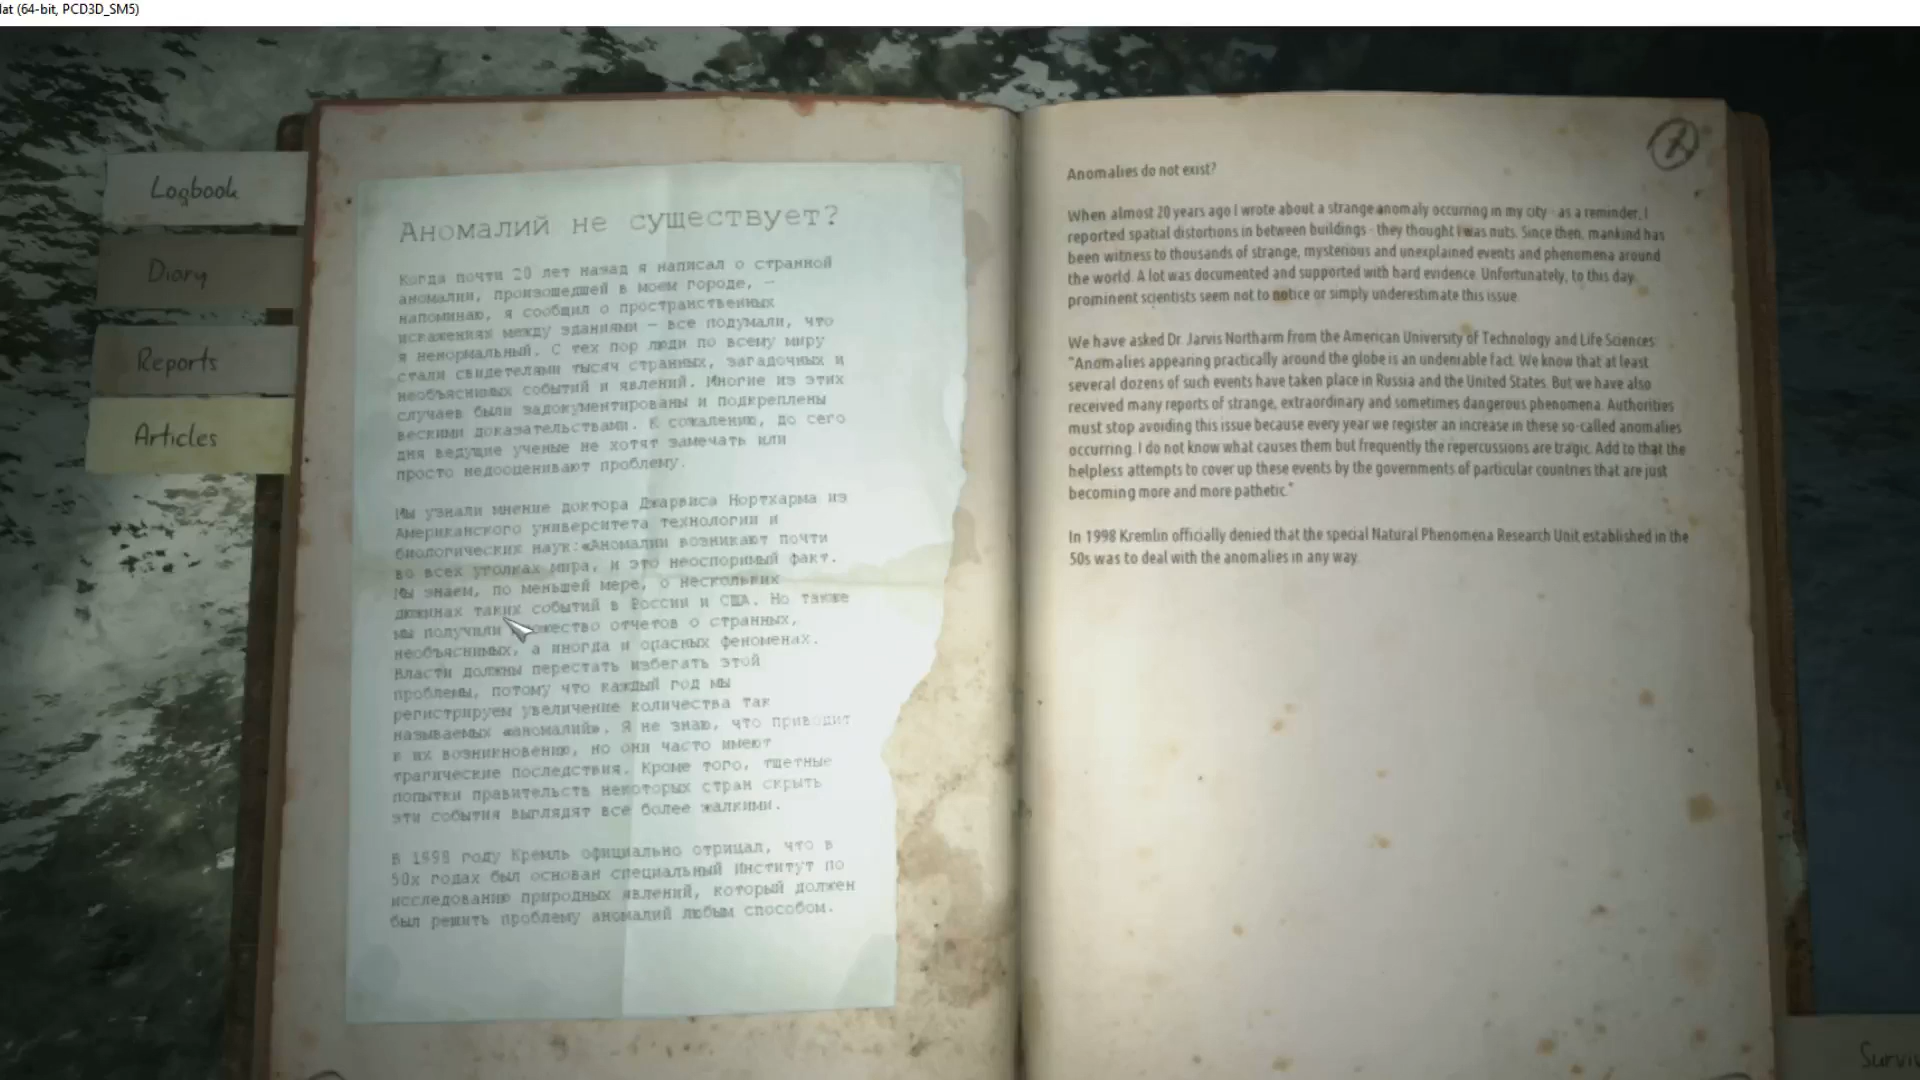 lat (64-bit, PCD3D_SM5)
Logbook
Diary
Reports
Articles
Аномалий не существует?
Когда почти 20 лет назад я написал о странной
аномалии, произошедшей в моем городе, –
напоминаю, я сообщил о пространственных
искажениях между зданиями – все подумали, что
я ненормальный. С тех пор люди по всему миру
стали свидетелями тысяч странных, загадочных и
необъяснимых событий и явлений. Многие из этих
случаев были задокументированы и подкреплены
вескими доказательствами. К сожалению, до сего
дня ведущие ученые не хотят замечать или
просто недооценивают проблему.
Мы узнали мнение доктора Джарвиса Нортхарма из
Американского университета технологии и
биологических наук:«Аномалии возникают почти
во всех уголках мира, и это неоспоримый факт.
Мы знаем, по меньшей мере, о нескольких
дюжинах таких событий в России и США. Но также
мы получили множество отчетов о странных,
необъяснимых, а иногда и опасных феноменах.
Власти должны перестать избегать этой
проблемы, потому что каждый год мы
регистрируем увеличение количества так
называемых «аномалий». Я не знаю, что приводит
к их возникновению, но они часто имеют
трагические последствия. Кроме того, тщетные
попытки правительств некоторых стран скрыть
эти события выглядят все более жалкими.
В 1998 году Кремль официально отрицал, что в
50х годах был основан специальный Институт по
исследованию природных явлений, который должен
был решить проблему аномалий любым способом.
Anomalies do not exist?
When almost 20 years ago I wrote about a strange anomaly occurring in my city - as a reminder, I
reported spatial distortions in between buildings - they thought I was nuts. Since then, mankind has
been witness to thousands of strange, mysterious and unexplained events and phenomena around
the world. A lot was documented and supported with hard evidence. Unfortunately, to this day
prominent scientists seem not to notice or simply underestimate this issue.
We have asked Dr. Jarvis Northarm from the American University of Technology and Life Sciences:
"Anomalies appearing practically around the globe is an undeniable fact. We know that at least
several dozens of such events have taken place in Russia and the United States. But we have also
received many reports of strange, extraordinary and sometimes dangerous phenomena. Authorities
must stop avoiding this issue because every year we register an increase in these so-called anomalies
occurring. I do not know what causes them but frequently the repercussions are tragic. Add to that the
helpless attempts to cover up these events by the governments of particular countries that are just
becoming more and more pathetic."
In 1998 Kremlin officially denied that the special Natural Phenomena Research Unit established in the
50s was to deal with the anomalies in any way.